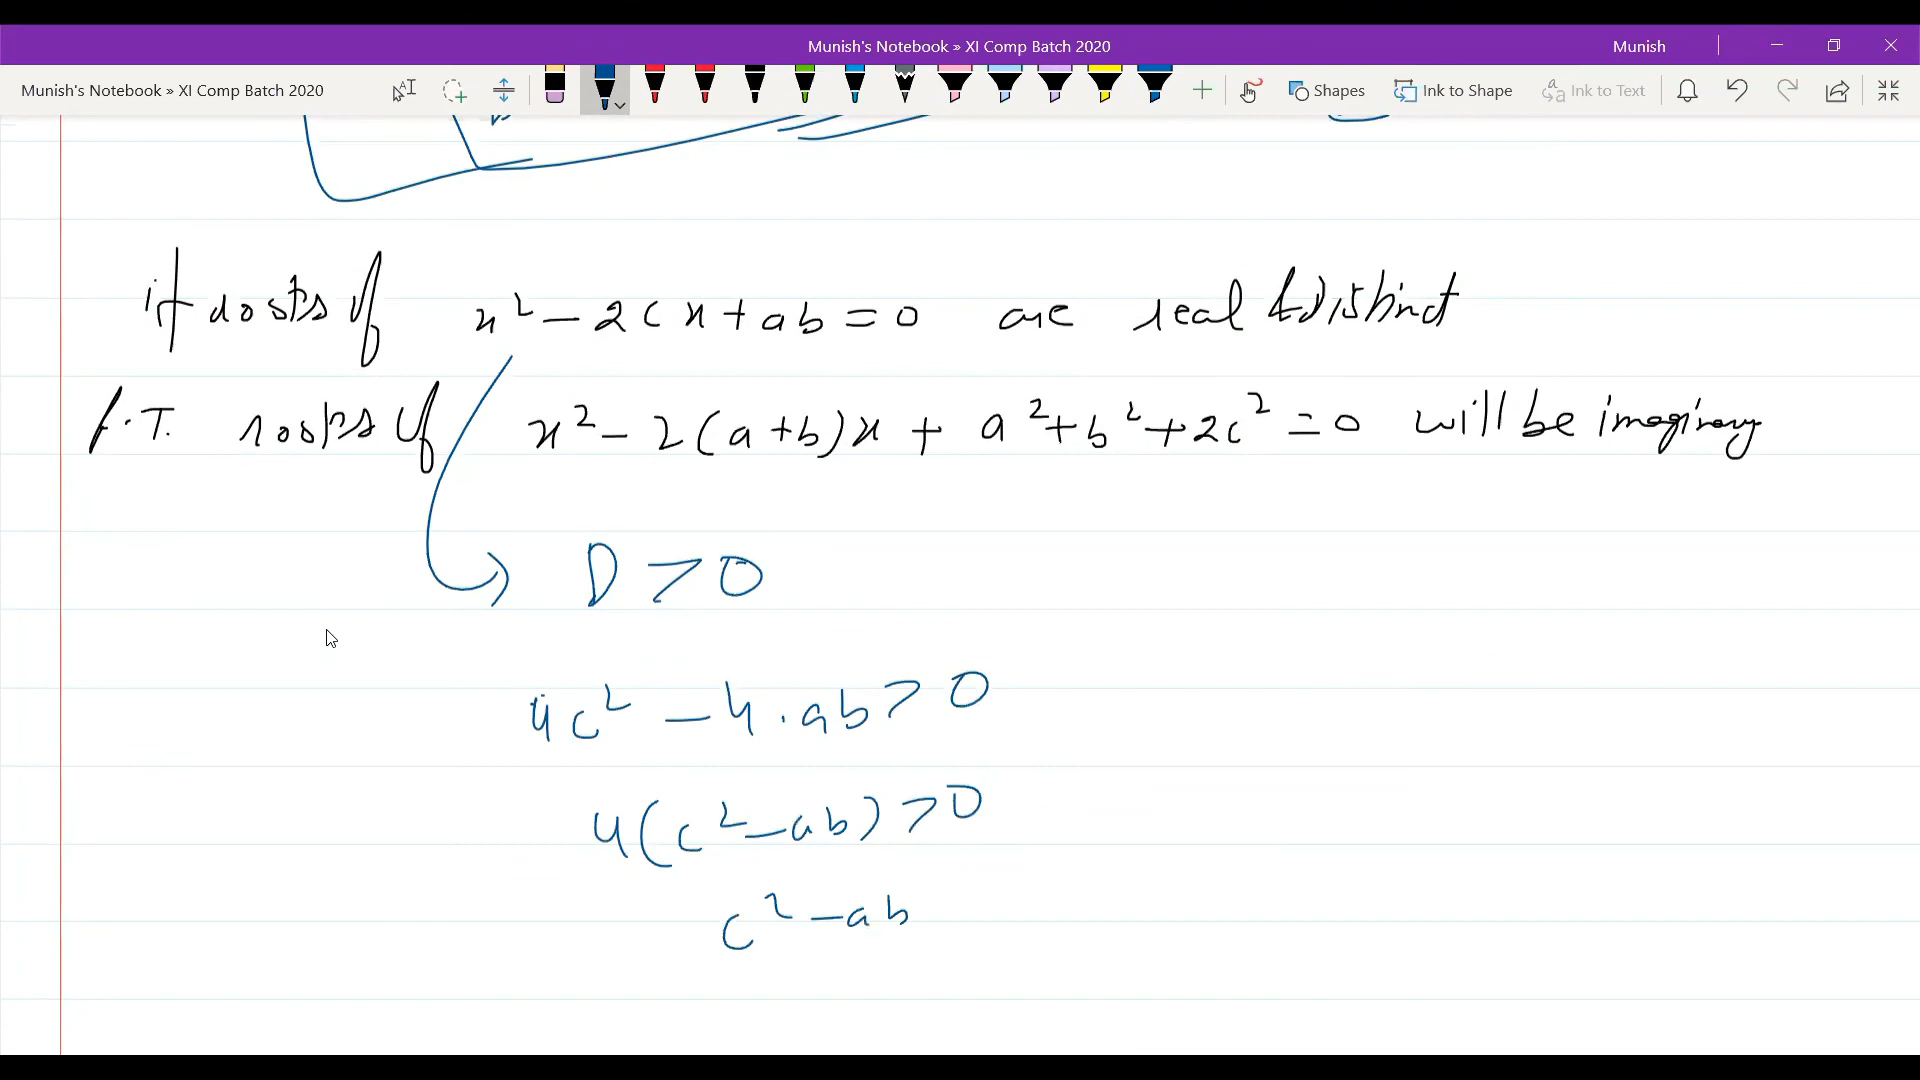 Munish's Notebook » XI Comp Batch 2020
Munish
Munish's Notebook » XI Comp Batch 2020
Shapes
Ink to Shape
Ink to Text
if roots of x² - 2cx + ab = 0 are real & distinct
P.T. roots of x² - 2(a+b)x + a² + b² + 2c² = 0 will be imaginary
D > 0
4c² - 4.ab > 0
4(c² - ab) > 0
c² - ab